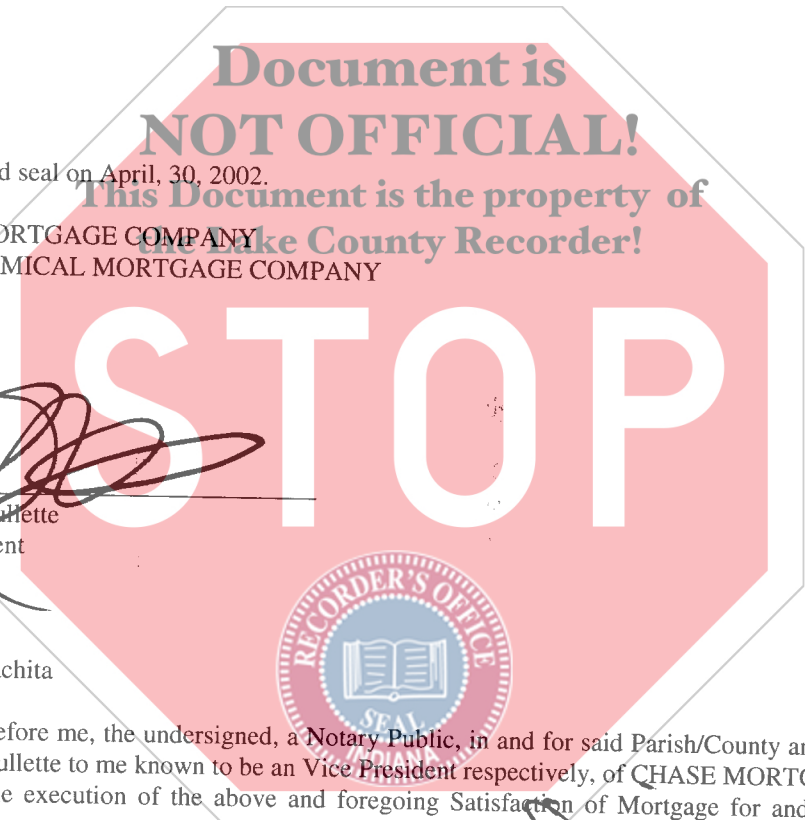 Document is
NOT OFFICIAL!
d seal on April, 30, 2002.
This Document is the property of
ORTGAGE COMPANY
the Lake County Recorder!
MICAL MORTGAGE COMPANY
STOP
ullette
ent
RECORDER'S OFFICE
SEAL
INDIANA
achita
efore me, the undersigned, a Notary Public, in and for said Parish/County an
ullette to me known to be an Vice President respectively, of CHASE MORTG
e execution of the above and foregoing Satisfaction of Mortgage for and